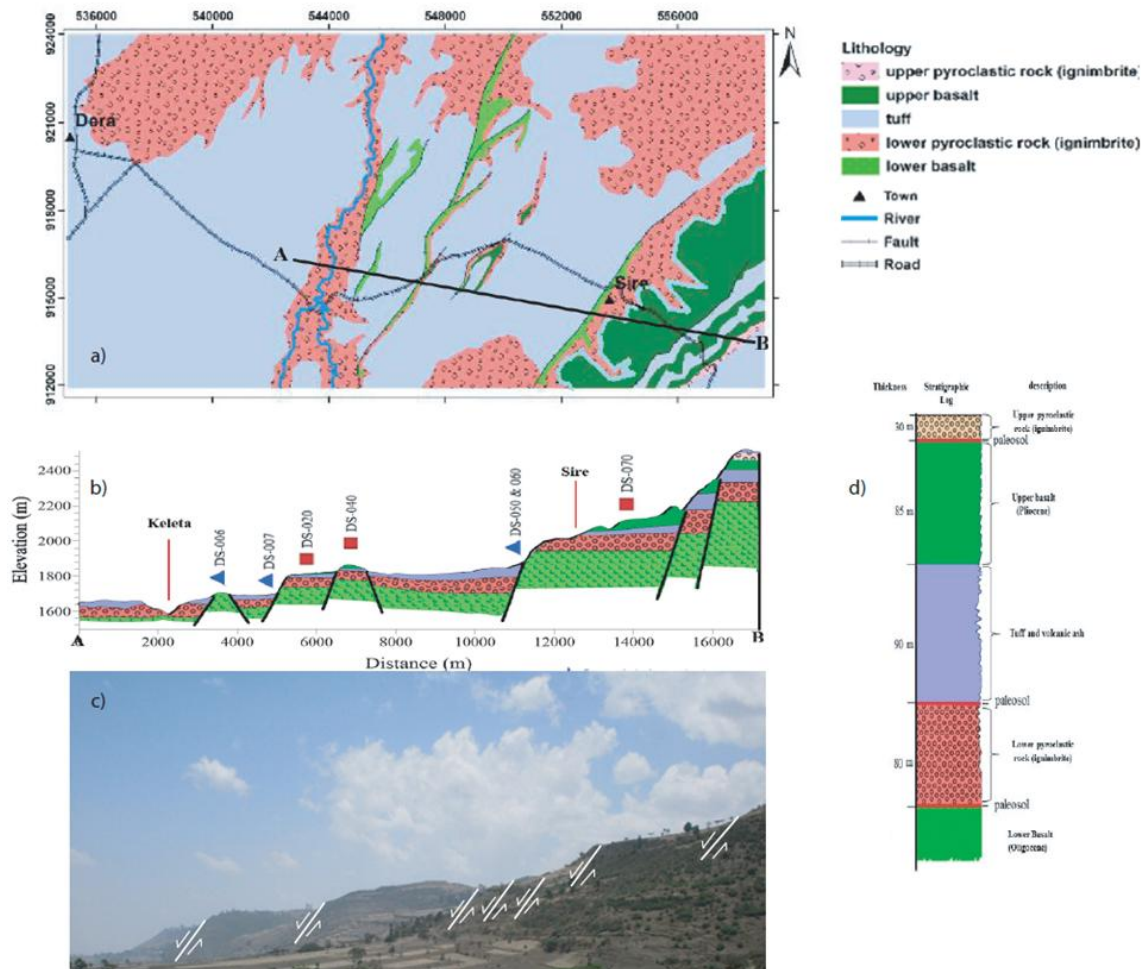 536000 540000 544000 548000 552000 556000
N
924000
921000
918000
915000
912000
Dera
A
Sire
B
a)
Lithology
upper pyroclastic rock (ignimbrite)
upper basalt
tuff
lower pyroclastic rock (ignimbrite)
lower basalt
Town
River
Fault
Road
b)
Elevation (m)
2400
2200
2000
1800
1600
Keleta
DS-006
DS-007
DS-020
DS-040
DS-050 & 060
Sire
DS-070
A 2000 4000 6000 8000 10000 12000 14000 16000 B
Distance (m)
c)
d)
Thickness
Stratigraphic
Log
description
30 m
Upper pyroclastic
rock (ignimbrite)
paleosol
85 m
Upper basalt
(Pliocene)
90 m
Tuff and volcanic ash
paleosol
80 m
Lower pyroclastic
rock (ignimbrite)
paleosol
Lower Basalt
(Oligocene)